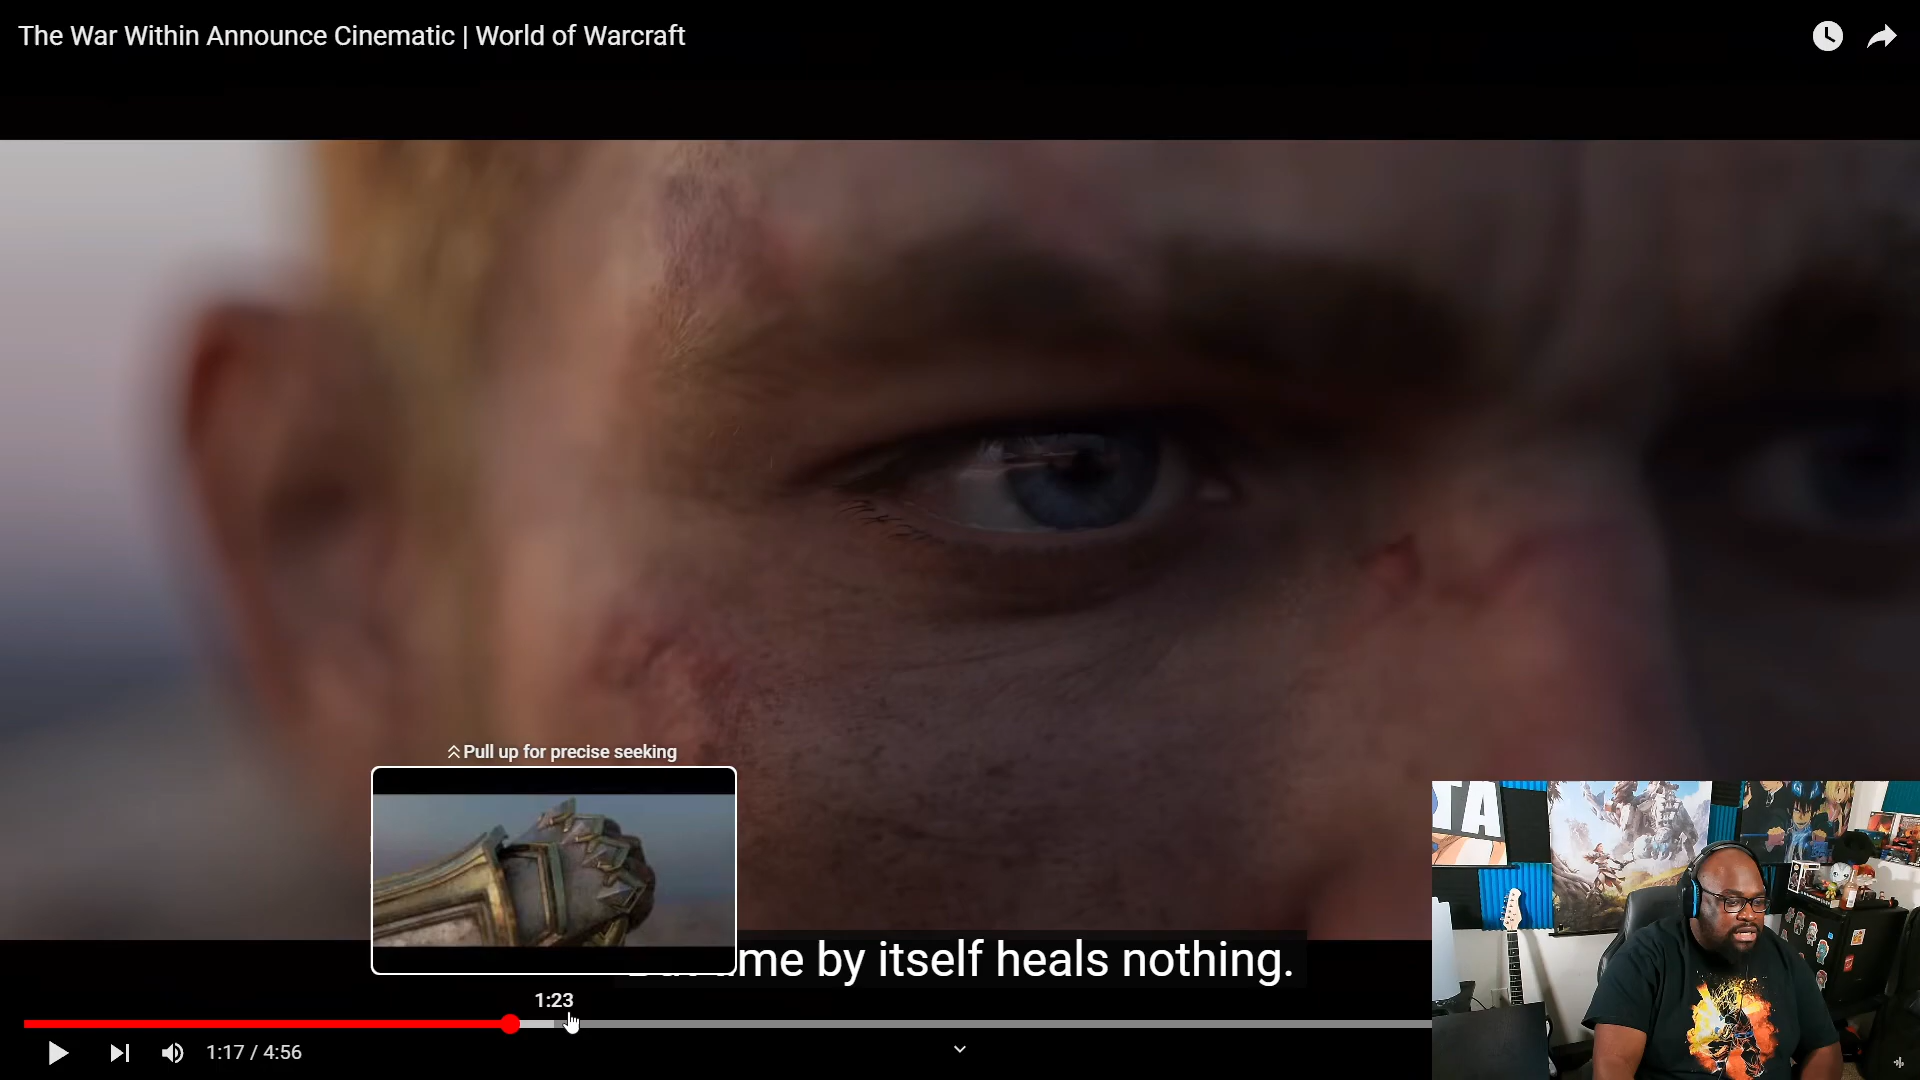 The War Within Announce Cinematic | World of Warcraft
Pull up for precise seeking
by itself heals nothing.
1:23
1:17 / 4:56
TA